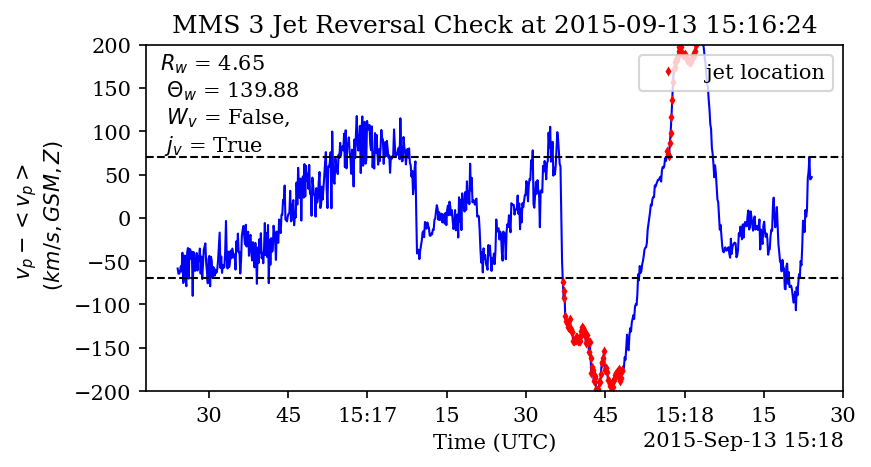 MMS 3 Jet Reversal Check at 2015-09-13 15:16:24
200
150
100
50
0
−50
−100
−150
−200
v_p − <v_p>
(km/s, GSM, Z)
R_w = 4.65
Θ_w = 139.88
W_v = False,
j_v = True
jet location
30 45 15:17 15 30 45 15:18 15 30
Time (UTC)
2015-Sep-13 15:18